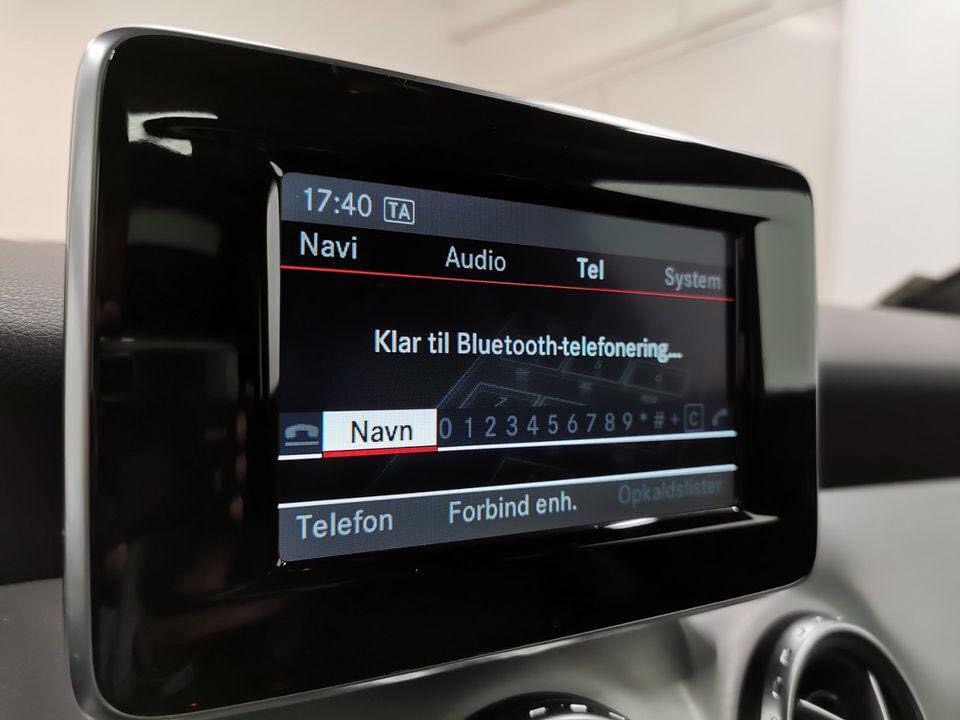 17:40 TA
Navi Audio Tel System
Klar til Bluetooth-telefonering...
Navn 0 1 2 3 4 5 6 7 8 9 * # + C
Telefon Forbind enh. Opkaldslister